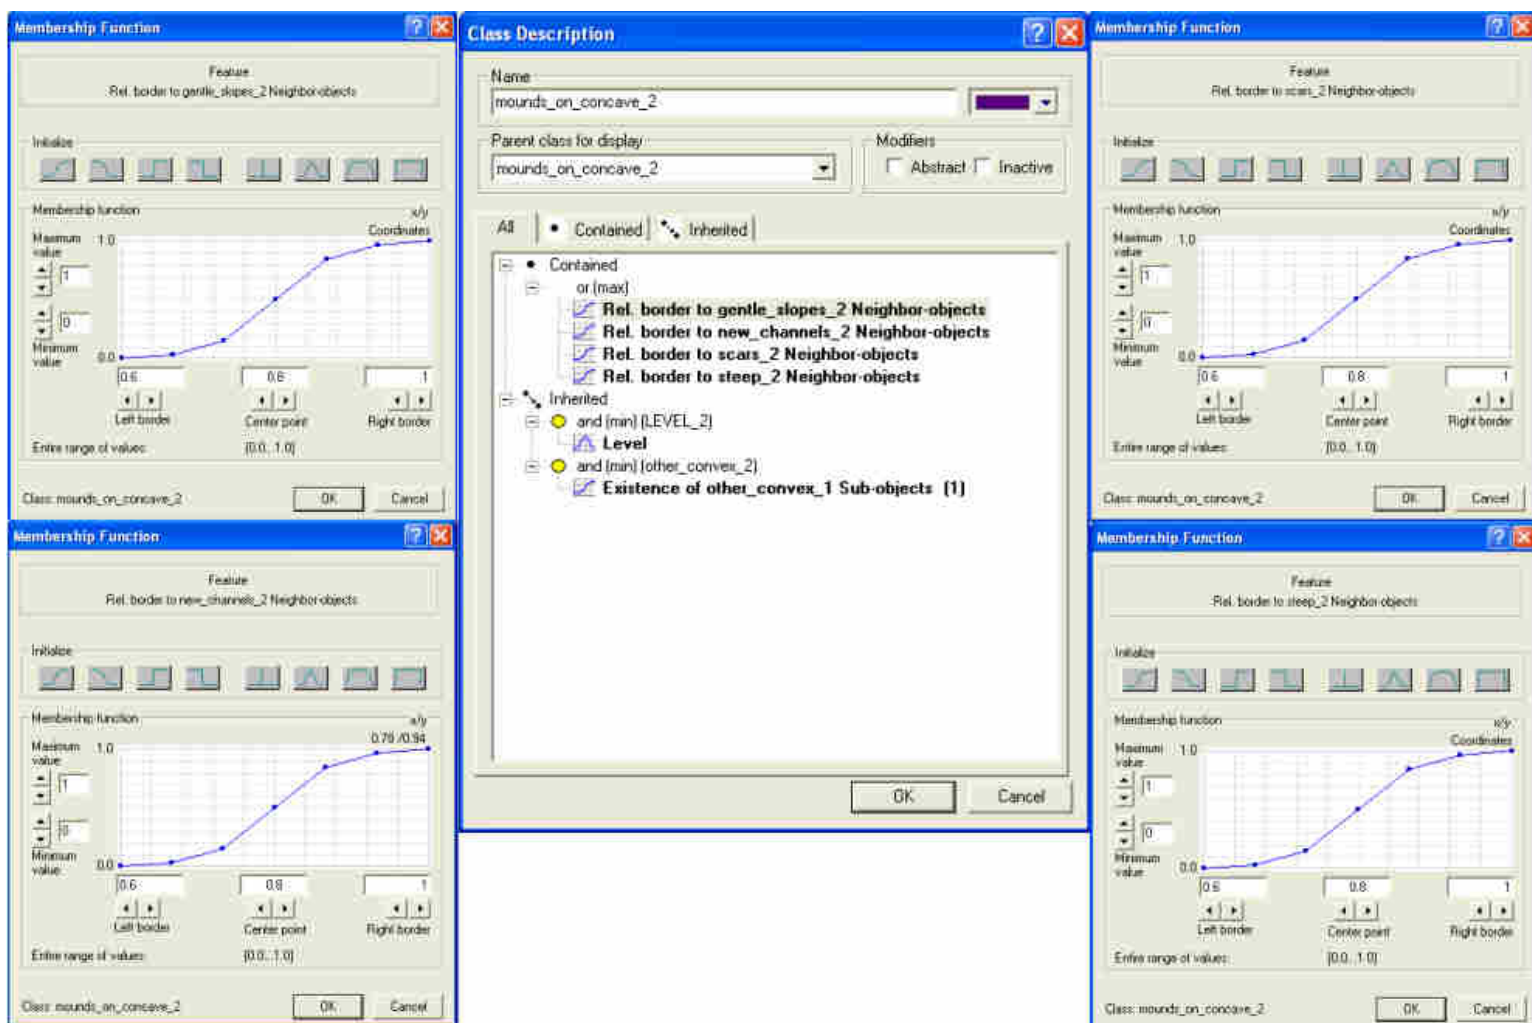 Membership Function
Feature
Rel. border to gentle_slopes_2 Neighbor-objects
Initialize
Membership function
x/y
Coordinates
Maximum
value
1.0
1
0
Minimum
value
0.0
0.6
0.8
1
Left border
Center point
Right border
Entire range of values:
[0.0...1.0]
Class: mounds_on_concave_2
OK
Cancel
Membership Function
Feature
Rel. border to new_channels_2 Neighbor-objects
Initialize
Membership function
x/y
0.78 /0.94
Maximum
value
1.0
1
0
Minimum
value
0.0
0.6
0.8
1
Left border
Center point
Right border
Entire range of values:
[0.0...1.0]
Class: mounds_on_concave_2
OK
Cancel
Class Description
Name
mounds_on_concave_2
Parent class for display
mounds_on_concave_2
Modifiers
Abstract
Inactive
All
Contained
Inherited
Contained
or (max)
Rel. border to gentle_slopes_2 Neighbor-objects
Rel. border to new_channels_2 Neighbor-objects
Rel. border to scars_2 Neighbor-objects
Rel. border to steep_2 Neighbor-objects
Inherited
and (min) (LEVEL_2)
Level
and (min) (other_convex_2)
Existence of other_convex_1 Sub-objects (1)
OK
Cancel
Membership Function
Feature
Rel. border to scars_2 Neighbor-objects
Initialize
Membership function
x/y
Coordinates
Maximum
value
1.0
1
0
Minimum
value
0.0
0.6
0.8
1
Left border
Center point
Right border
Entire range of values:
[0.0...1.0]
Class: mounds_on_concave_2
OK
Cancel
Membership Function
Feature
Rel. border to steep_2 Neighbor-objects
Initialize
Membership function
x/y
Coordinates
Maximum
value
1.0
1
0
Minimum
value
0.0
0.6
0.8
1
Left border
Center point
Right border
Entire range of values:
[0.0...1.0]
Class: mounds_on_concave_2
OK
Cancel